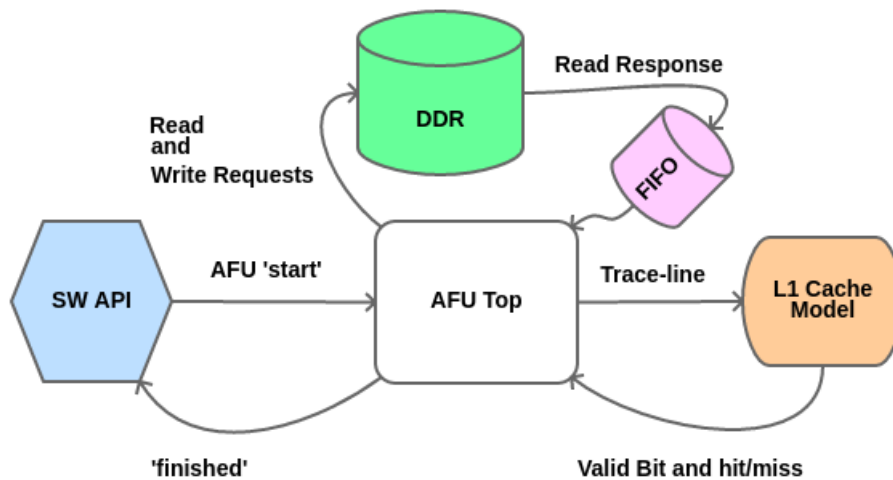 DDR
Read Response
Read
and
Write Requests
FIFO
SW API
AFU 'start'
AFU Top
Trace-line
L1 Cache
Model
'finished'
Valid Bit and hit/miss